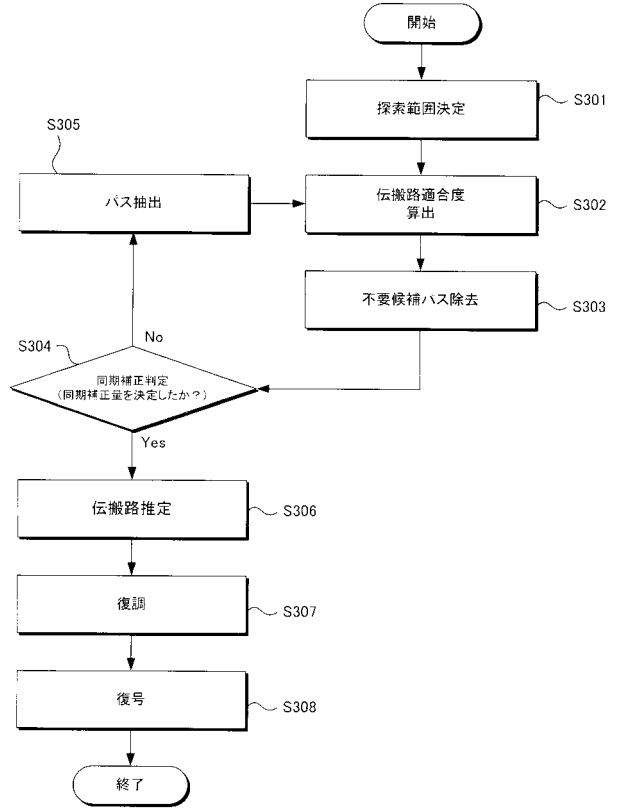 開始
探索範囲決定
S301
S305
パス抽出
伝搬路適合度
算出
S302
不要候補パス除去
S303
No
S304
同期補正判定
(同期補正量を決定したか？)
Yes
伝搬路推定
S306
復調
S307
復号
S308
終了